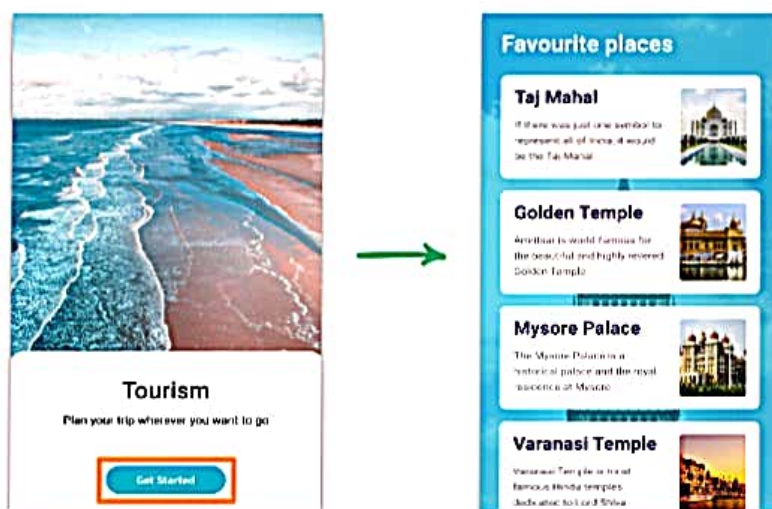 Tourism
Plan your trip wherever you want to go
Get Started
Favourite places
Taj Mahal
If there was just one symbol to
represent all of India, it would
be the Taj Mahal
Golden Temple
Amritsar is world famous for
the beautiful and highly revered
Golden Temple
Mysore Palace
The Mysore Palace is a
historical palace and the royal
residence at Mysore
Varanasi Temple
Varanasi Temple is most
famous Hindu temples
dedicated to Lord Shiva